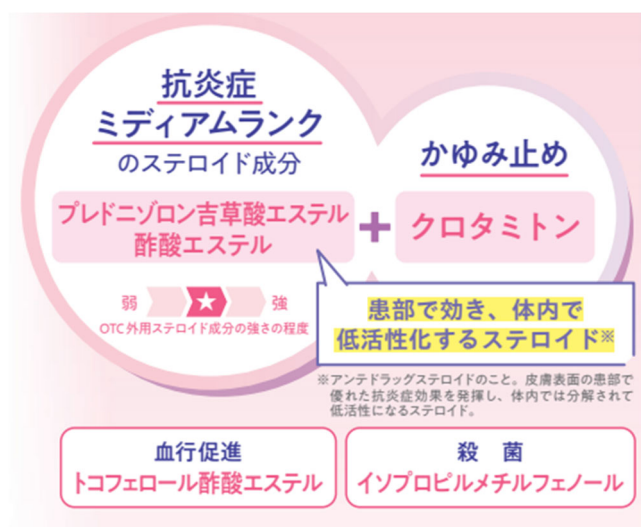 抗炎症
ミディアムランク
のステロイド成分
プレドニゾロン吉草酸エステル
酢酸エステル
弱 ★ 強
OTC外用ステロイド成分の強さの程度
+
かゆみ止め
クロタミトン
患部で効き、体内で
低活性化するステロイド※
※アンテドラッグステロイドのこと。皮膚表面の患部で
優れた抗炎症効果を発揮し、体内では分解されて
低活性になるステロイド。
血行促進
トコフェロール酢酸エステル
殺菌
イソプロピルメチルフェノール